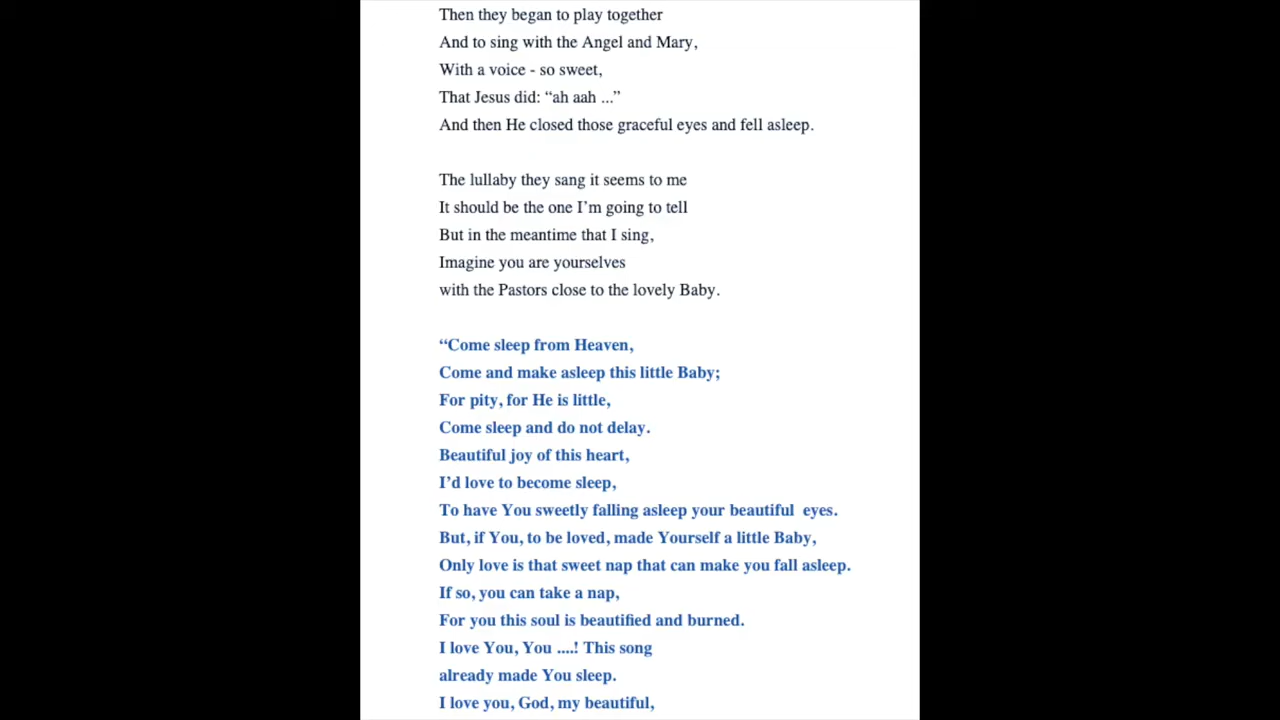 Then they began to play together
And to sing with the Angel and Mary,
With a voice - so sweet,
That Jesus did: “ah aah ...”
And then He closed those graceful eyes and fell asleep.
The lullaby they sang it seems to me
It should be the one I’m going to tell
But in the meantime that I sing,
Imagine you are yourselves
with the Pastors close to the lovely Baby.
“Come sleep from Heaven,
Come and make asleep this little Baby;
For pity, for He is little,
Come sleep and do not delay.
Beautiful joy of this heart,
I’d love to become sleep,
To have You sweetly falling asleep your beautiful  eyes.
But, if You, to be loved, made Yourself a little Baby,
Only love is that sweet nap that can make you fall asleep.
If so, you can take a nap,
For you this soul is beautified and burned.
I love You, You ....! This song
already made You sleep.
I love you, God, my beautiful,